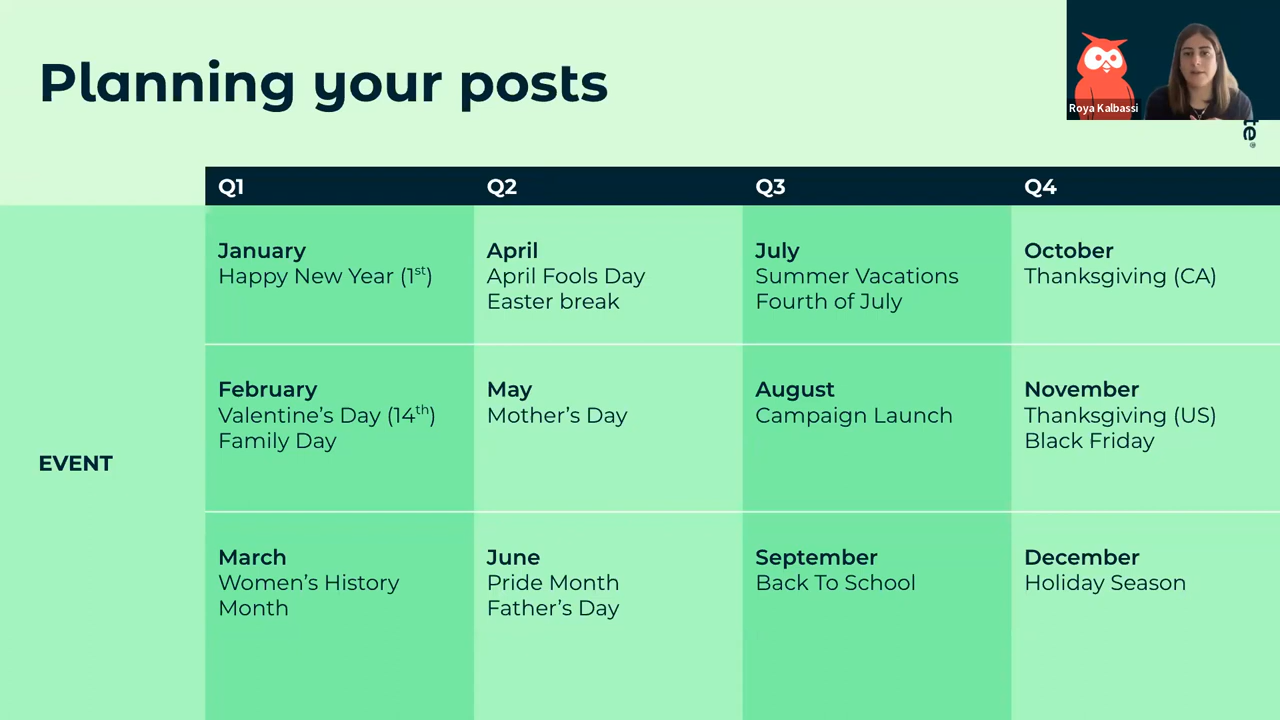 Planning your posts
Roya Kalbassi
te®
Q1
Q2
Q3
Q4
EVENT
January
Happy New Year (1st)
April
April Fools Day
Easter break
July
Summer Vacations
Fourth of July
October
Thanksgiving (CA)
February
Valentine’s Day (14th)
Family Day
May
Mother’s Day
August
Campaign Launch
November
Thanksgiving (US)
Black Friday
March
Women’s History
Month
June
Pride Month
Father’s Day
September
Back To School
December
Holiday Season